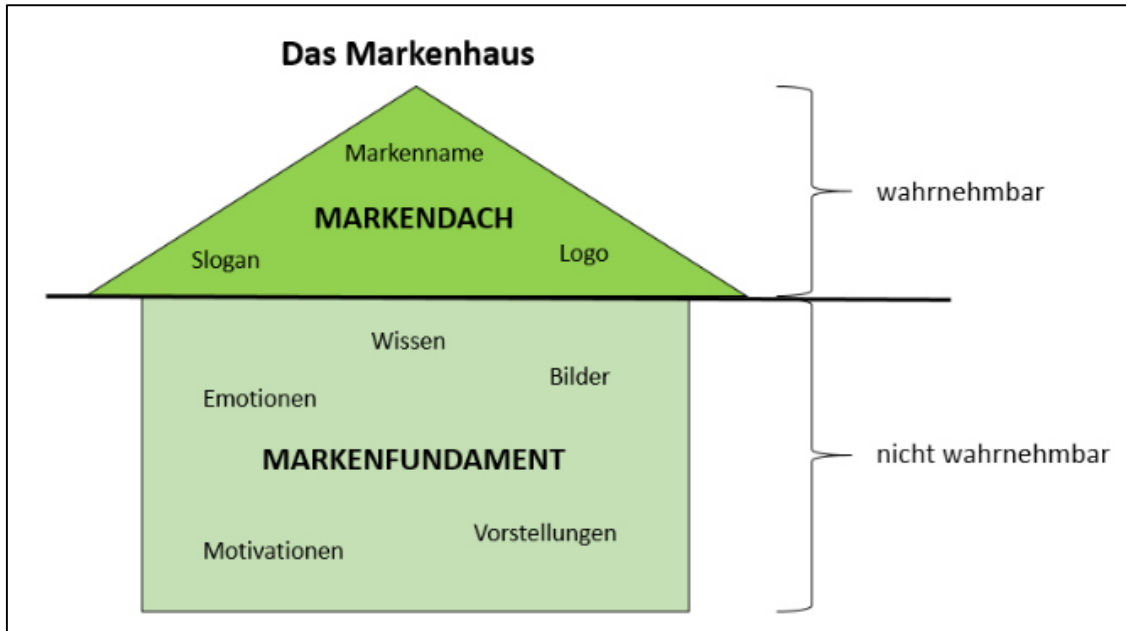 Das Markenhaus
Markenname
MARKENDACH
Slogan
Logo
wahrnehmbar
Wissen
Bilder
Emotionen
MARKENFUNDAMENT
nicht wahrnehmbar
Vorstellungen
Motivationen